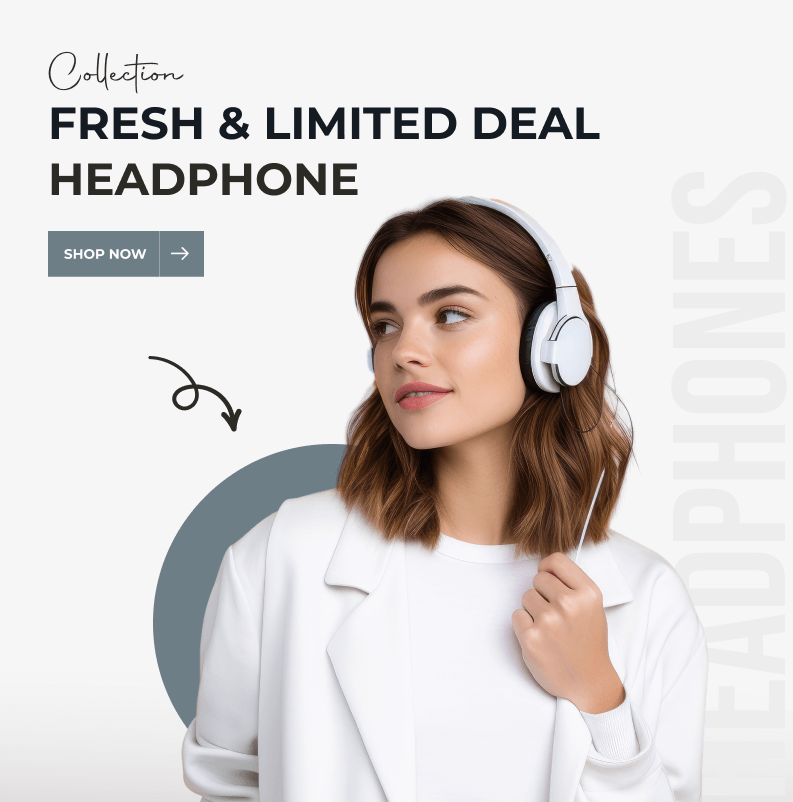 Collection
FRESH & LIMITED DEAL
HEADPHONE
SHOP NOW
HEADPHONES